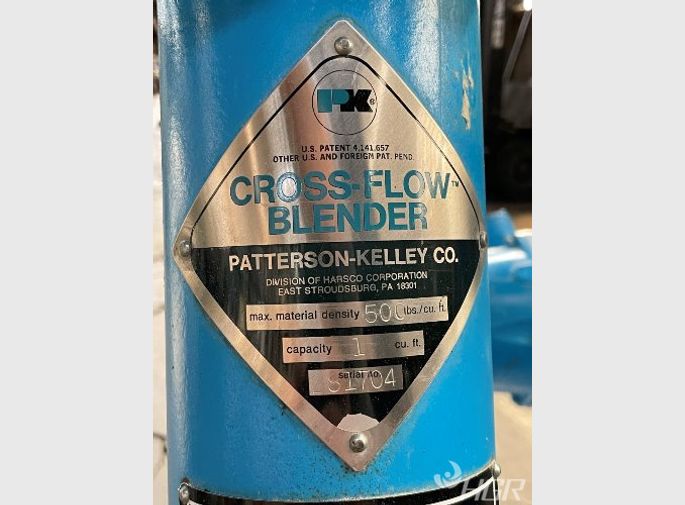 PK®
U.S. PATENT 4,141,657
OTHER U.S. AND FOREIGN PAT. PEND.
CROSS-FLOW™
BLENDER
PATTERSON-KELLEY CO.
DIVISION OF HARSCO CORPORATION
EAST STROUDSBURG, PA 18301
max. material density 500 lbs./cu. ft.
capacity 1 cu. ft.
serial no.
S1704
HGR